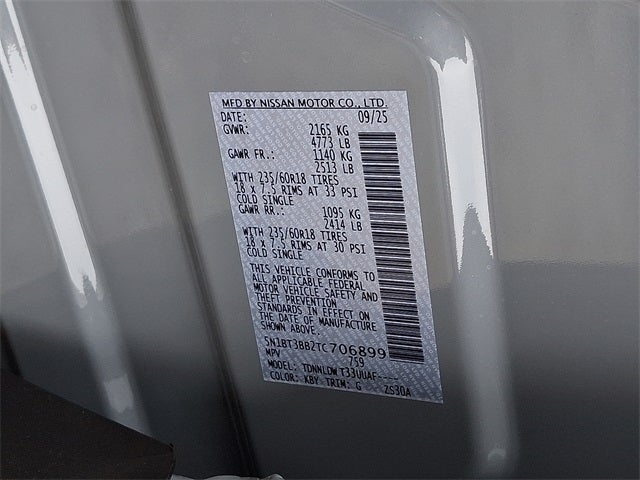 MFD BY NISSAN MOTOR CO., LTD.
DATE: 09/25
GVWR: 2165 KG
4773 LB
GAWR FR.: 1140 KG
2513 LB
WITH 235/60R18 TIRES
18 x 7.5 RIMS AT 33 PSI
COLD SINGLE
GAWR RR.: 1095 KG
2414 LB
WITH 235/60R18 TIRES
18 x 7.5 RIMS AT 30 PSI
COLD SINGLE
THIS VEHICLE CONFORMS TO
ALL APPLICABLE FEDERAL
MOTOR VEHICLE SAFETY AND
THEFT PREVENTION
STANDARDS IN EFFECT ON
THE DATE OF MANUFACTURE
SHOWN ABOVE.
5N1BT3BB2TC706899
MPV 759
MODEL: TDNNLDW T33UUAF----
COLOR: KBY TRIM: G ZS30A